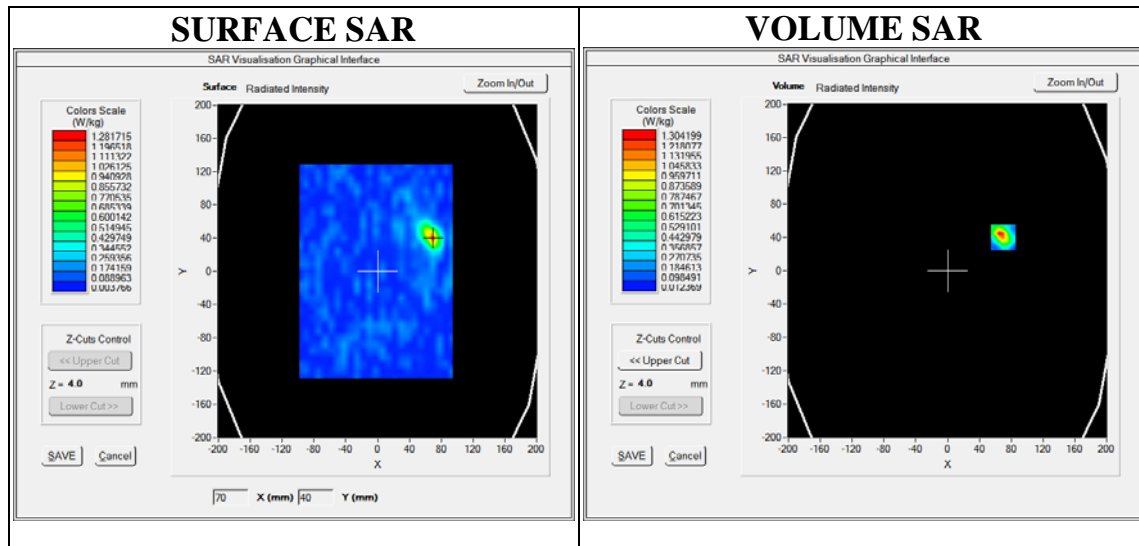 SURFACE SAR
SAR Visualisation Graphical Interface
Surface Radiated Intensity
Zoom In/Out
Colors Scale
(W/kg)
1.281715
1.196518
1.111322
1.026125
0.940928
0.855732
0.770535
0.685339
0.600142
0.514945
0.429749
0.344552
0.259356
0.174159
0.088963
0.003766
Z-Cuts Control
<< Upper Cut
Z = 4.0 mm
Lower Cut >>
SAVE Cancel
Y
200
160
120
80
40
0
-40
-80
-120
-160
-200
-200 -160 -120 -80 -40 0 40 80 120 160 200
X
70 X (mm) 40 Y (mm)
VOLUME SAR
SAR Visualisation Graphical Interface
Volume Radiated Intensity
Zoom In/Out
Colors Scale
(W/kg)
1.304199
1.218077
1.131955
1.045833
0.959711
0.873589
0.787467
0.701345
0.615223
0.529101
0.442979
0.356857
0.270735
0.184613
0.098491
0.012369
Z-Cuts Control
<< Upper Cut
Z = 4.0 mm
Lower Cut >>
SAVE Cancel
Y
200
160
120
80
40
0
-40
-80
-120
-160
-200
-200 -160 -120 -80 -40 0 40 80 120 160 200
X